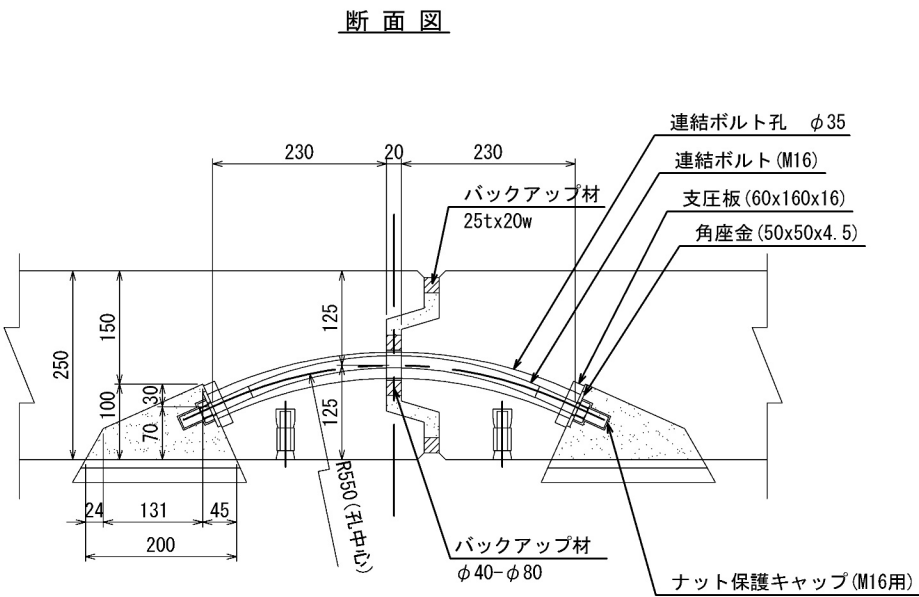 断面図
連結ボルト孔　φ35
230
20
230
連結ボルト(M16)
バックアップ材
25tx20w
支圧板(60x160x16)
角座金(50x50x4.5)
150
125
250
100
30
70
125
R550(孔中心)
24
131
45
200
バックアップ材
φ40-φ80
ナット保護キャップ(M16用)